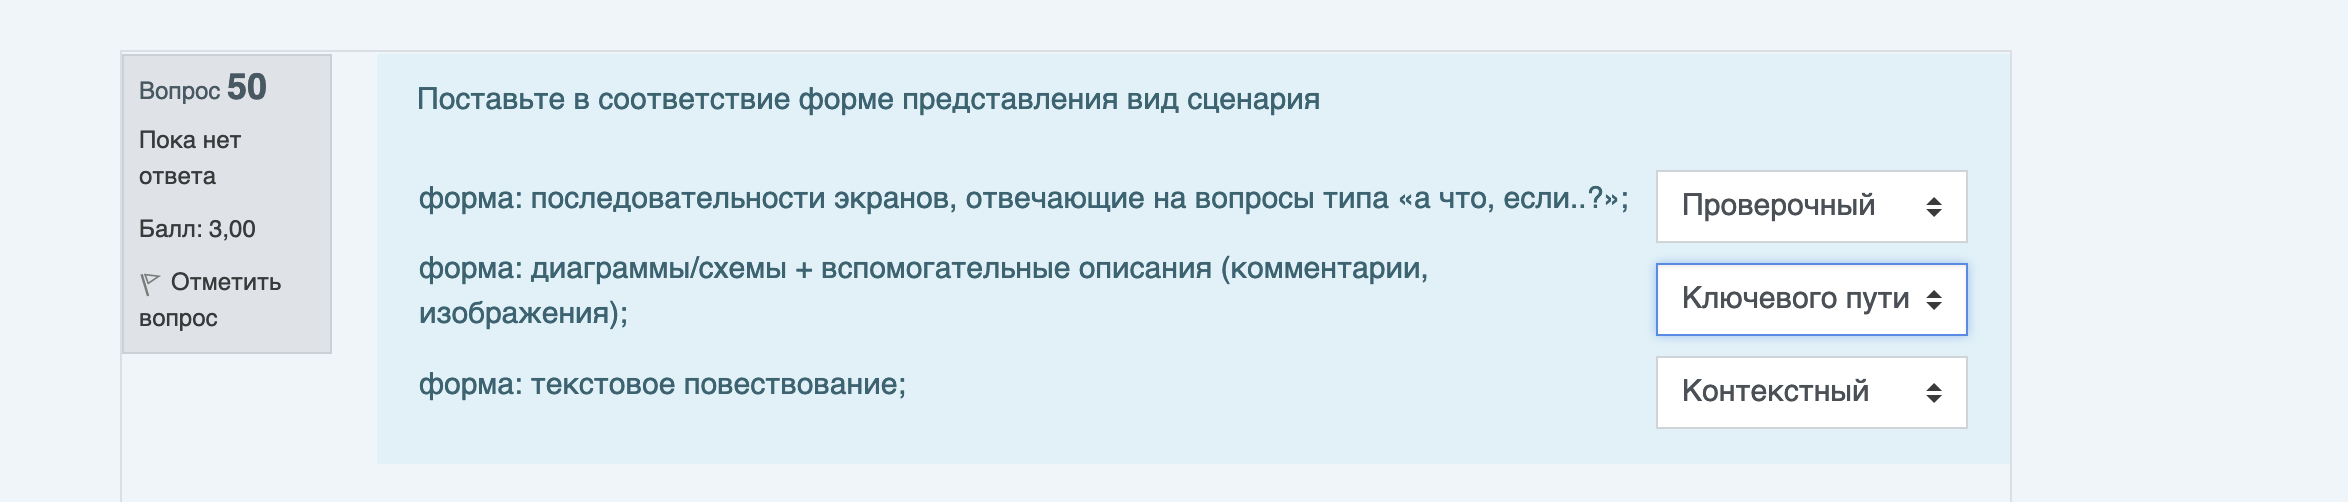 Вопрос 50
Пока нет
ответа
Балл: 3,00
Отметить
вопрос
Поставьте в соответствие форме представления вид сценария
форма: последовательности экранов, отвечающие на вопросы типа «а что, если..?»;
Проверочный
форма: диаграммы/схемы + вспомогательные описания (комментарии,
изображения);
Ключевого пути
форма: текстовое повествование;
Контекстный